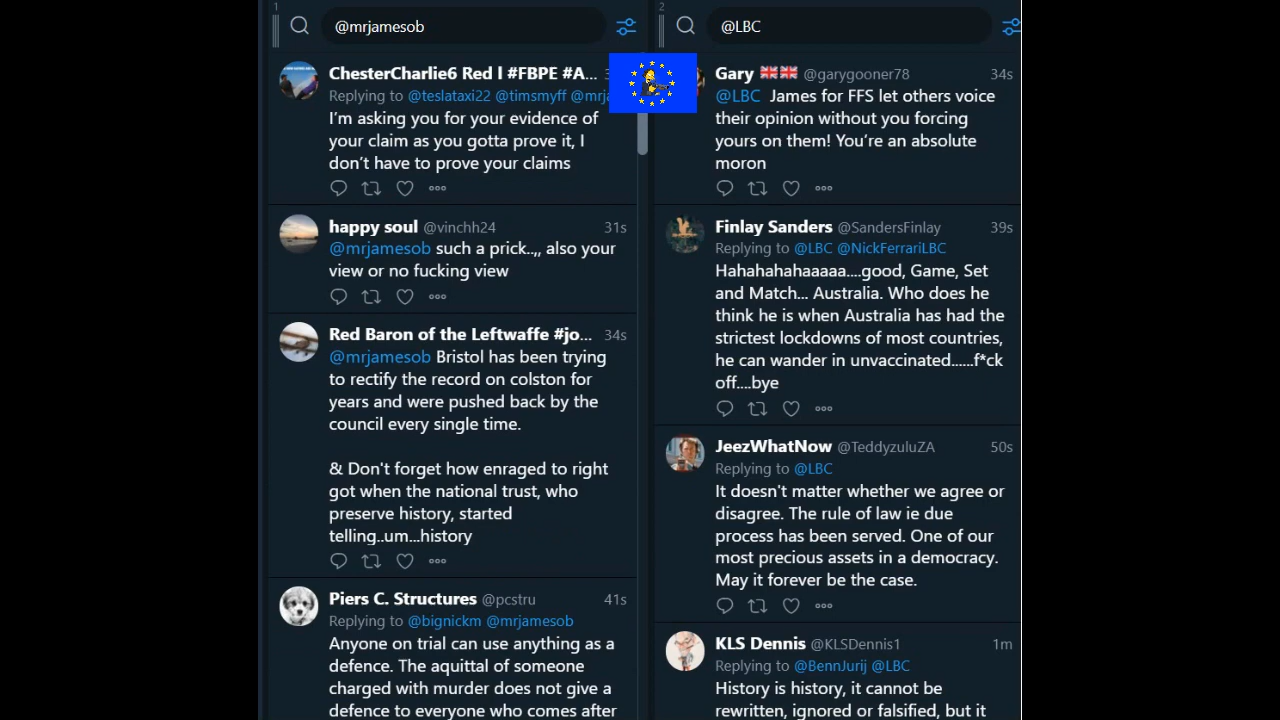 1
@mrjamesob
ChesterCharlie6 Red l #FBPE #A...
Replying to @teslataxi22 @timsmyff
I'm asking you for your evidence of
your claim as you gotta prove it, I
don't have to prove your claims
happy soul @vinchh24 31s
@mrjamesob such a prick..,, also your
view or no fucking view
Red Baron of the Leftwaffe #jo... 34s
@mrjamesob Bristol has been trying
to rectify the record on colston for
years and were pushed back by the
council every single time.
& Don't forget how enraged to right
got when the national trust, who
preserve history, started
telling..um...history
Piers C. Structures @pcstru 41s
Replying to @bignickm @mrjamesob
Anyone on trial can use anything as a
defence. The aquittal of someone
charged with murder does not give a
defence to everyone who comes after
2
@LBC
Gary @garygooner78 34s
@LBC James for FFS let others voice
their opinion without you forcing
yours on them! You're an absolute
moron
Finlay Sanders @SandersFinlay 39s
Replying to @LBC @NickFerrariLBC
Hahahahahaaaaa....good, Game, Set
and Match... Australia. Who does he
think he is when Australia has had the
strictest lockdowns of most countries,
he can wander in unvaccinated......f*ck
off....bye
JeezWhatNow @TeddyzuluZA 50s
Replying to @LBC
It doesn't matter whether we agree or
disagree. The rule of law ie due
process has been served. One of our
most precious assets in a democracy.
May it forever be the case.
KLS Dennis @KLSDennis1 1m
Replying to @BennJurij @LBC
History is history, it cannot be
rewritten, ignored or falsified, but it